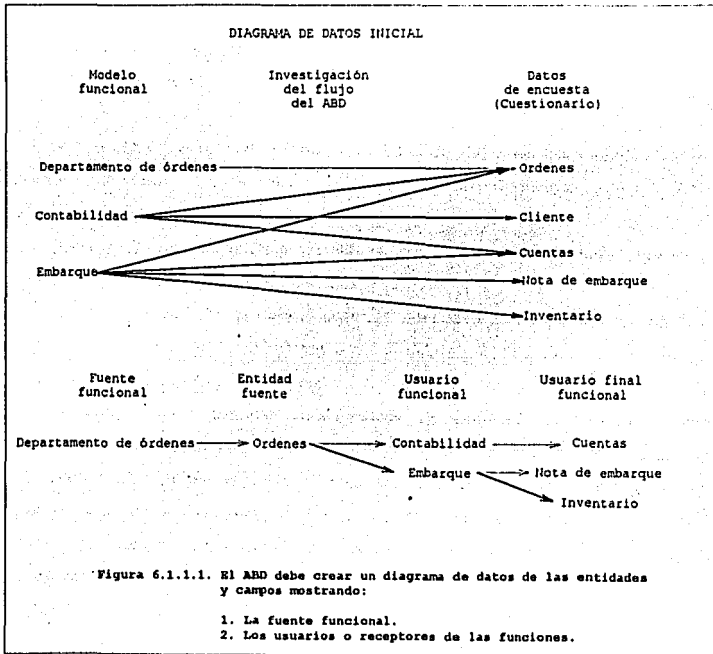 DIAGRAMA DE DATOS INICIAL
Modelo funcional
Investigación del flujo del ABD
Datos de encuesta (Cuestionario)
Departamento de órdenes
Ordenes
Contabilidad
Cliente
Cuentas
Embarque
Nota de embarque
Inventario
Fuente funcional
Entidad fuente
Usuario funcional
Usuario final funcional
Departamento de órdenes
Ordenes
Contabilidad
Cuentas
Embarque
Nota de embarque
Inventario
Figura 6.1.1.1. El ABD debe crear un diagrama de datos de las entidades
y campos mostrando:
1. La fuente funcional.
2. Los usuarios o receptores de las funciones.